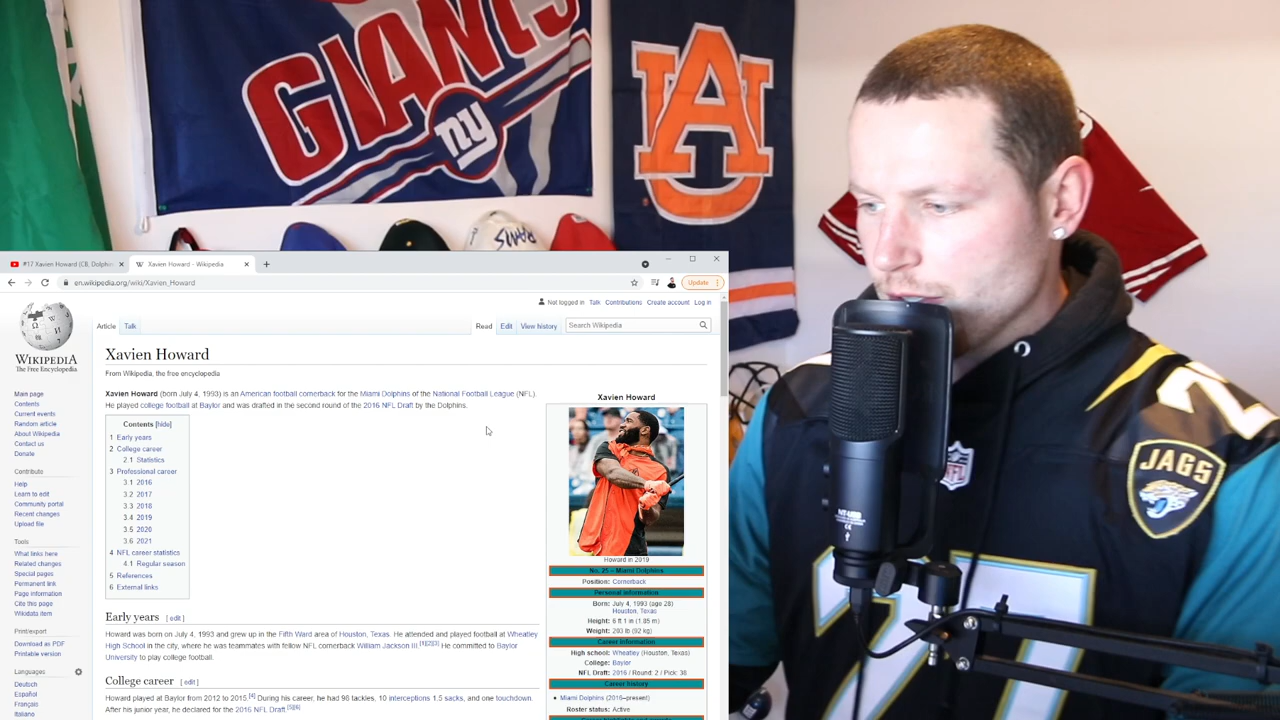 GIANTS
ny
AU
RAMS
#17 Xavien Howard (CB, Dolphin
Xavien Howard - Wikipedia
en.wikipedia.org/wiki/Xavien_Howard
Update
Not logged in Talk Contributions Create account Log in
Article Talk
Read Edit View history
Search Wikipedia
WIKIPEDIA
The Free Encyclopedia
Main page
Contents
Current events
Random article
About Wikipedia
Contact us
Donate
Contribute
Help
Learn to edit
Community portal
Recent changes
Upload file
Tools
What links here
Related changes
Special pages
Permanent link
Page information
Cite this page
Wikidata item
Print/export
Download as PDF
Printable version
Languages
Deutsch
Español
Français
Italiano
Xavien Howard
From Wikipedia, the free encyclopedia
Xavien Howard (born July 4, 1993) is an American football cornerback for the Miami Dolphins of the National Football League (NFL).
He played college football at Baylor and was drafted in the second round of the 2016 NFL Draft by the Dolphins.
Contents [hide]
1 Early years
2 College career
2.1 Statistics
3 Professional career
3.1 2016
3.2 2017
3.3 2018
3.4 2019
3.5 2020
3.6 2021
4 NFL career statistics
4.1 Regular season
5 References
6 External links
Early years [ edit ]
Howard was born on July 4, 1993 and grew up in the Fifth Ward area of Houston, Texas. He attended and played football at Wheatley
High School in the city, where he was teammates with fellow NFL cornerback William Jackson III.[1][2][3] He committed to Baylor
University to play college football.
College career [ edit ]
Howard played at Baylor from 2012 to 2015.[4] During his career, he had 96 tackles, 10 interceptions 1.5 sacks, and one touchdown.
After his junior year, he declared for the 2016 NFL Draft.[5][6]
Xavien Howard
Howard in 2019
No. 25 – Miami Dolphins
Position: Cornerback
Personal information
Born: July 4, 1993 (age 28)
Houston, Texas
Height: 6 ft 1 in (1.85 m)
Weight: 203 lb (92 kg)
Career information
High school: Wheatley (Houston, Texas)
College: Baylor
NFL Draft: 2016 / Round: 2 / Pick: 38
Career history
Miami Dolphins (2016–present)
Roster status: Active
NT-USB
NFL
JAGS
2
2